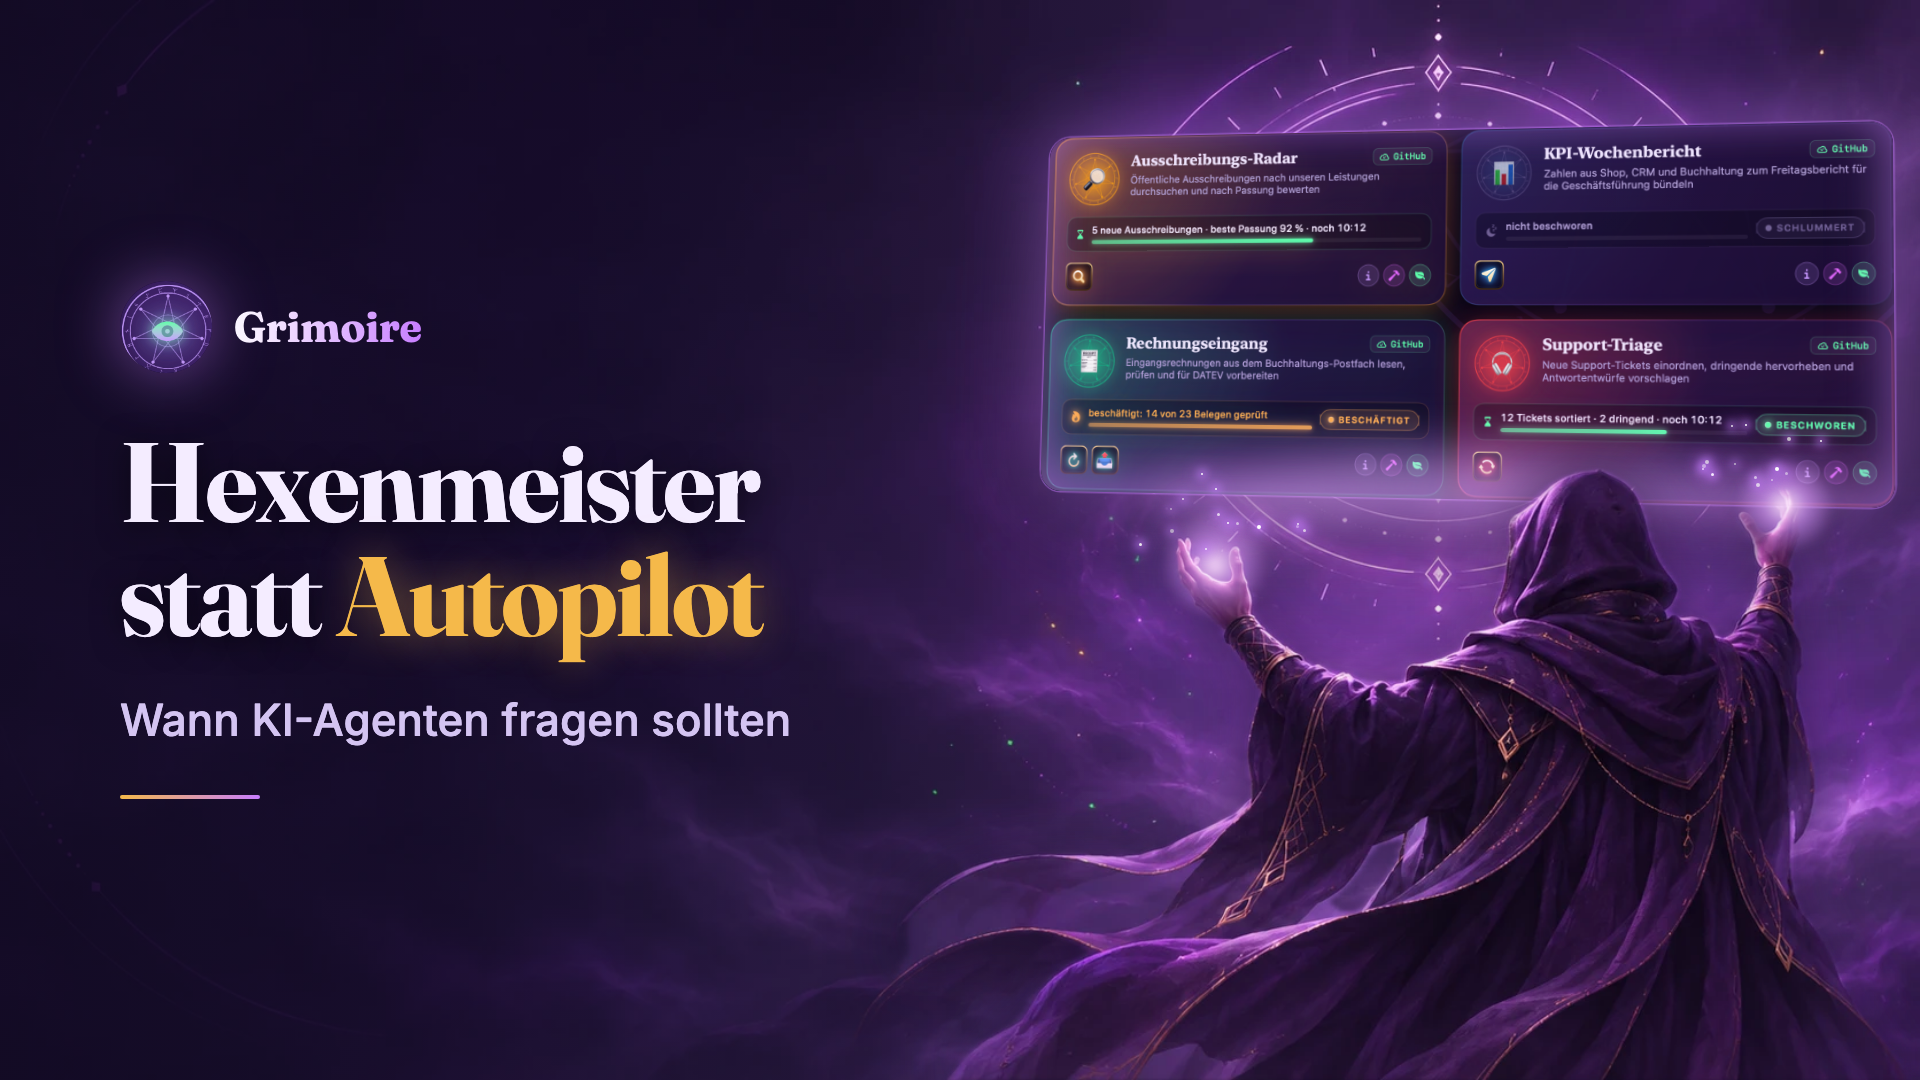 Grimoire
Hexenmeister
statt Autopilot
Wann KI-Agenten fragen sollten
Ausschreibungs-Radar
GitHub
Öffentliche Ausschreibungen nach unseren Leistungen
durchsuchen und nach Passung bewerten
5 neue Ausschreibungen · beste Passung 92 % · noch 10:12
KPI-Wochenbericht
GitHub
Zahlen aus Shop, CRM und Buchhaltung zum Freitagsbericht für
die Geschäftsführung bündeln
nicht beschworen
SCHLUMMERT
Rechnungseingang
GitHub
Eingangsrechnungen aus dem Buchhaltungs-Postfach lesen,
prüfen und für DATEV vorbereiten
beschäftigt: 14 von 23 Belegen geprüft
BESCHÄFTIGT
Support-Triage
GitHub
Neue Support-Tickets einordnen, dringende hervorheben und
Antwortentwürfe vorschlagen
12 Tickets sortiert · 2 dringend · noch 10:12
BESCHWOREN